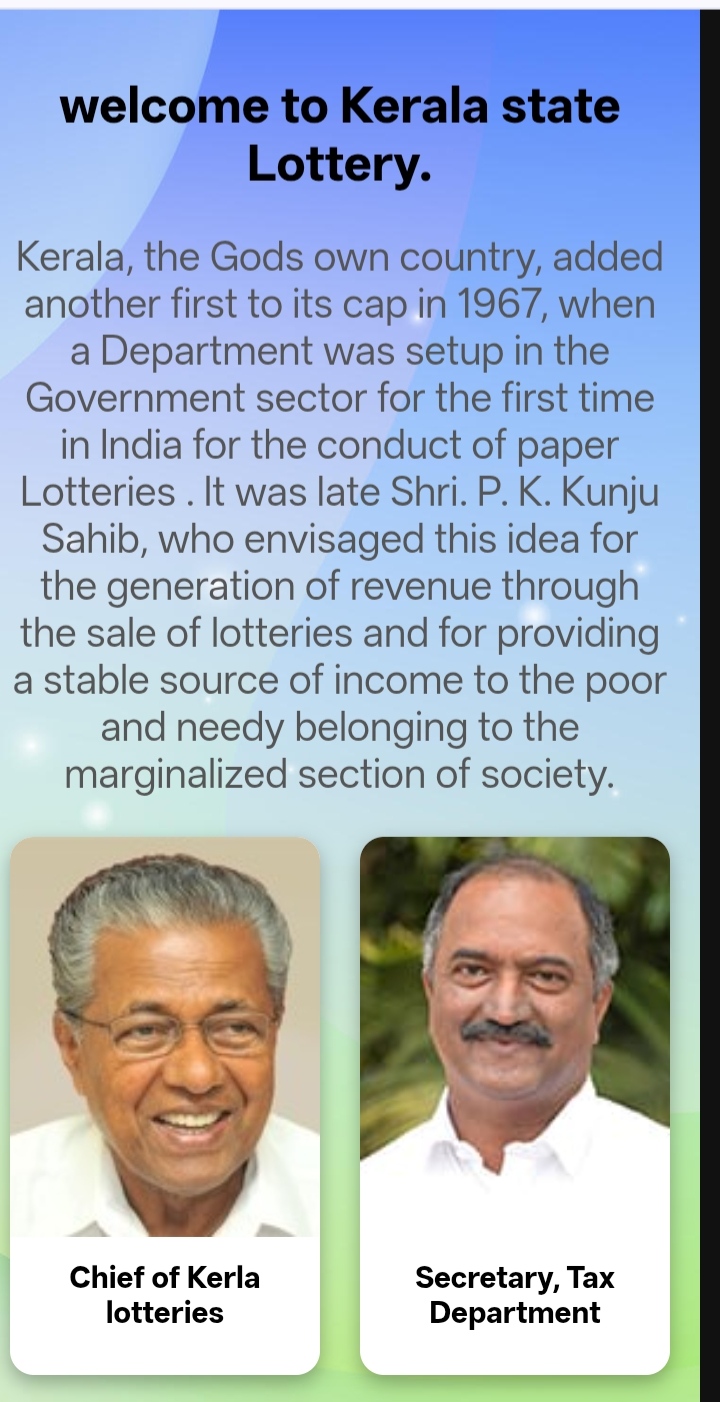 welcome to Kerala state
Lottery.
Kerala, the Gods own country, added
another first to its cap in 1967, when
a Department was setup in the
Government sector for the first time
in India for the conduct of paper
Lotteries . It was late Shri. P. K. Kunju
Sahib, who envisaged this idea for
the generation of revenue through
the sale of lotteries and for providing
a stable source of income to the poor
and needy belonging to the
marginalized section of society.
Chief of Kerla
lotteries
Secretary, Tax
Department